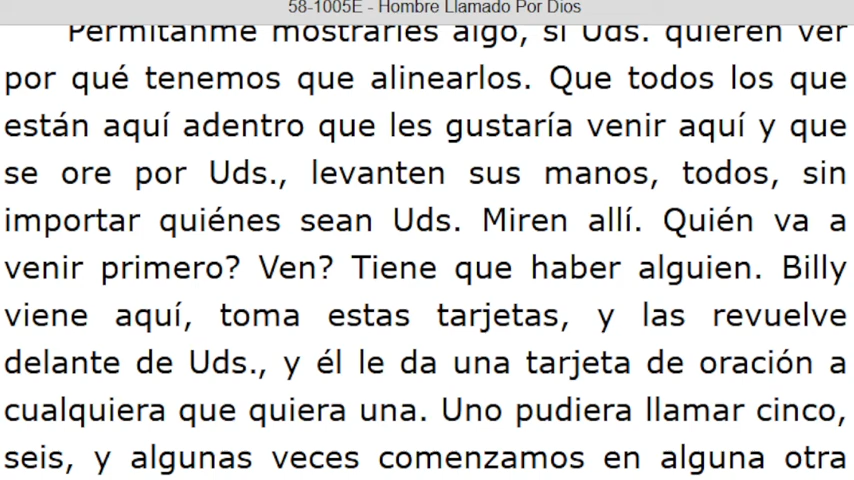 58-1005E - Hombre Llamado Por Dios
Permítanme mostrarles algo, si Uds. quieren ver
por qué tenemos que alinearlos. Que todos los que
están aquí adentro que les gustaría venir aquí y que
se ore por Uds., levanten sus manos, todos, sin
importar quiénes sean Uds. Miren allí. Quién va a
venir primero? Ven? Tiene que haber alguien. Billy
viene aquí, toma estas tarjetas, y las revuelve
delante de Uds., y él le da una tarjeta de oración a
cualquiera que quiera una. Uno pudiera llamar cinco,
seis, y algunas veces comenzamos en alguna otra